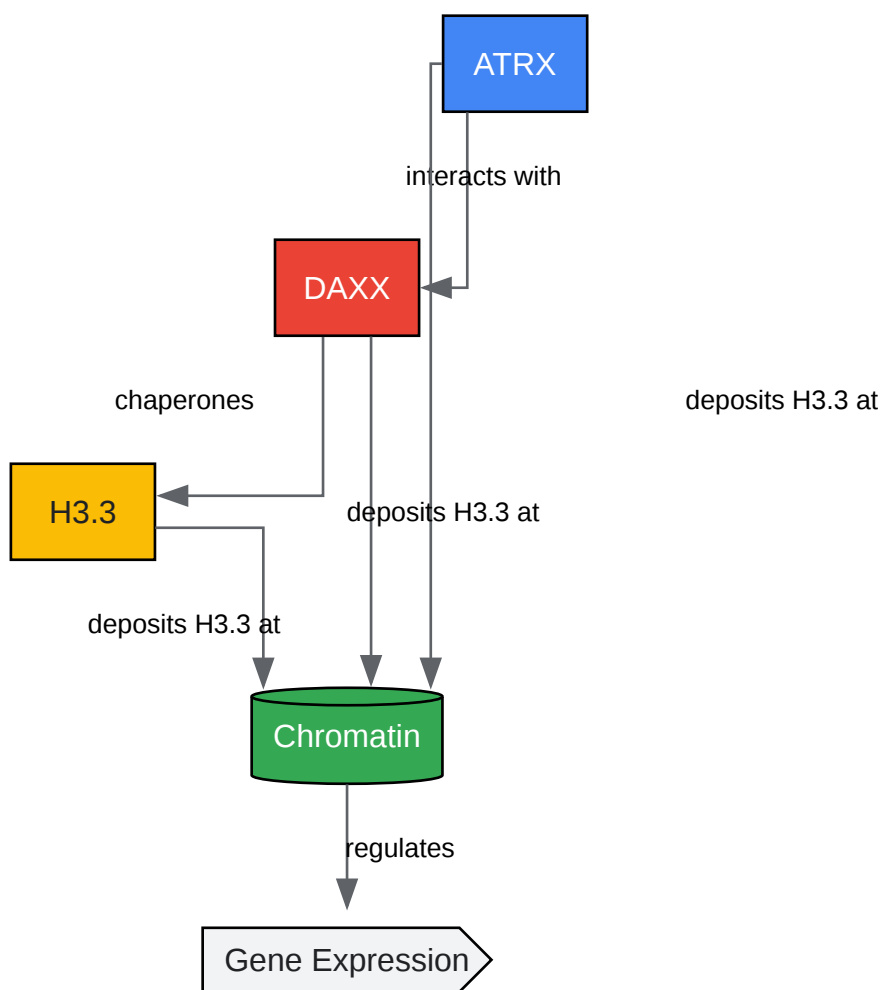 ATRX
interacts with
DAXX
chaperones
deposits H3.3 at
H3.3
deposits H3.3 at
deposits H3.3 at
Chromatin
regulates
Gene Expression